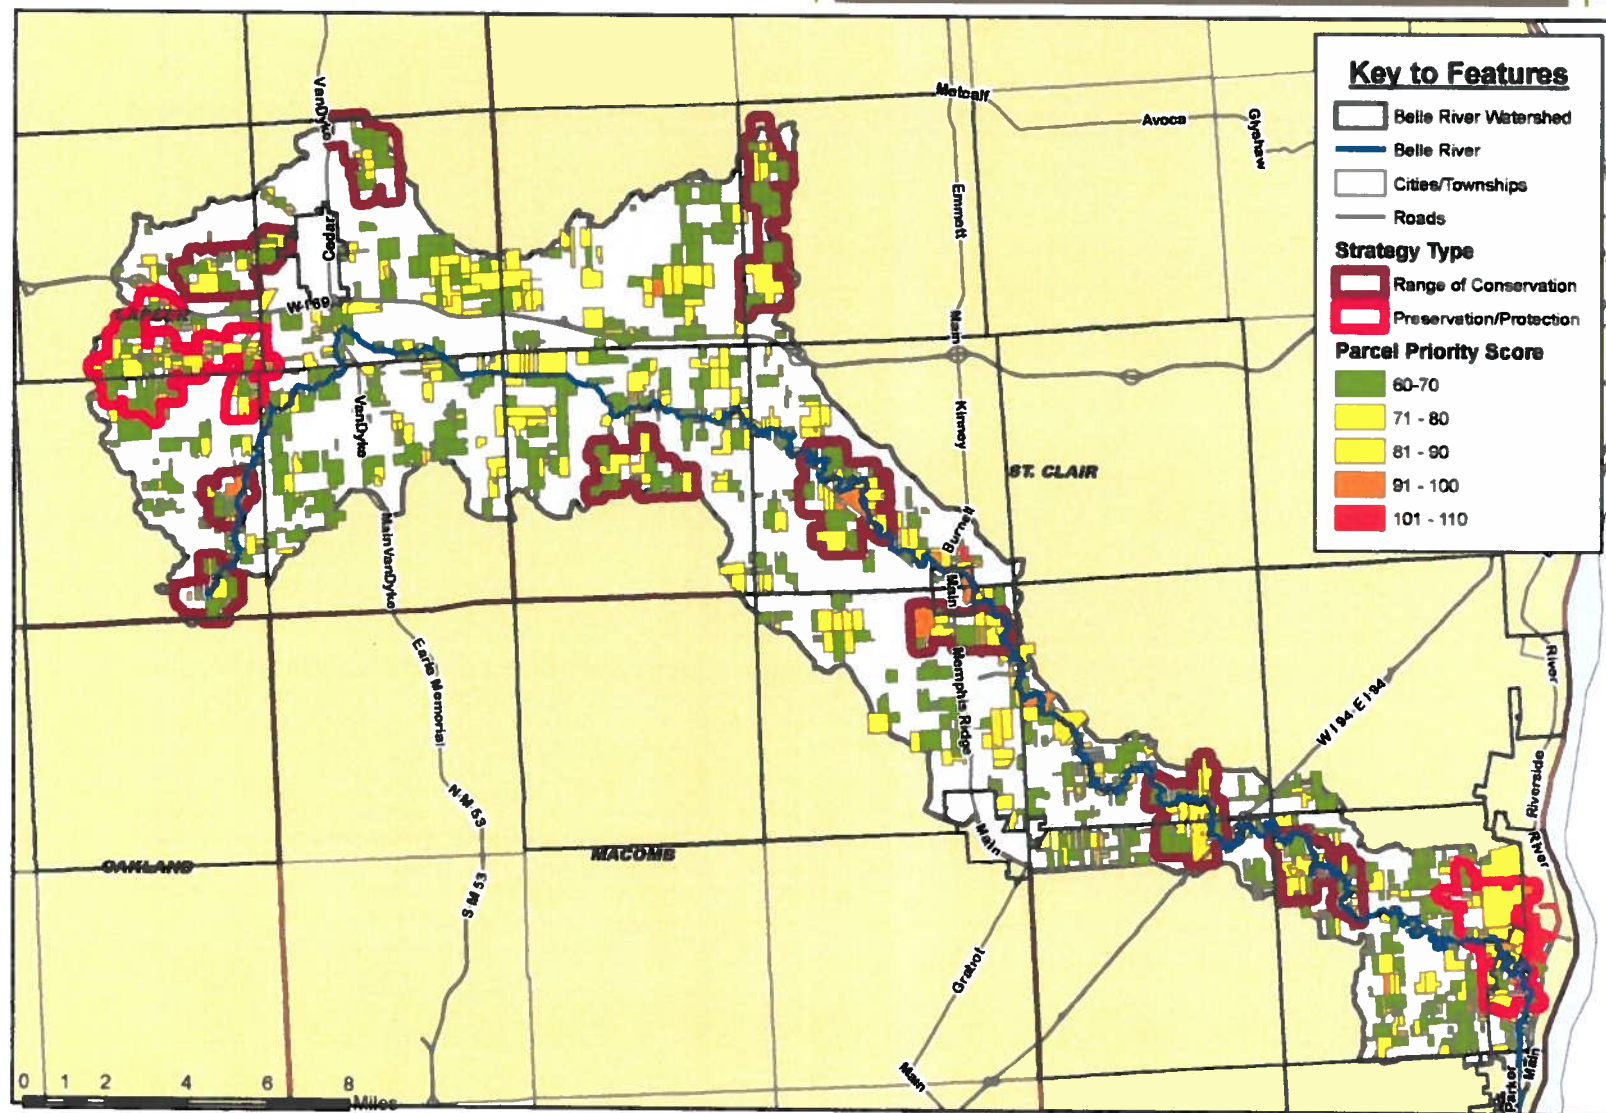 Key to Features
Belle River Watershed
Belle River
Cities/Townships
Roads
Strategy Type
Range of Conservation
Preservation/Protection
Parcel Priority Score
60-70
71 - 80
81 - 90
91 - 100
101 - 110
VanDyke
Metcalf
Avoca
Glyshaw
Emmett
Cedar
W I 69
LAPEER
Main
Kinney
VanDyke
ST. CLAIR
Burnell
Main
MainVanDyke
Earle Memorial
Memphis Ridge
River
W I 94-E I 94
Riverside
River
N M 53
Main
OAKLAND
MACOMB
S M 53
Gratiot
Main
Parker
Main
0 1 2 4 6 8
Miles